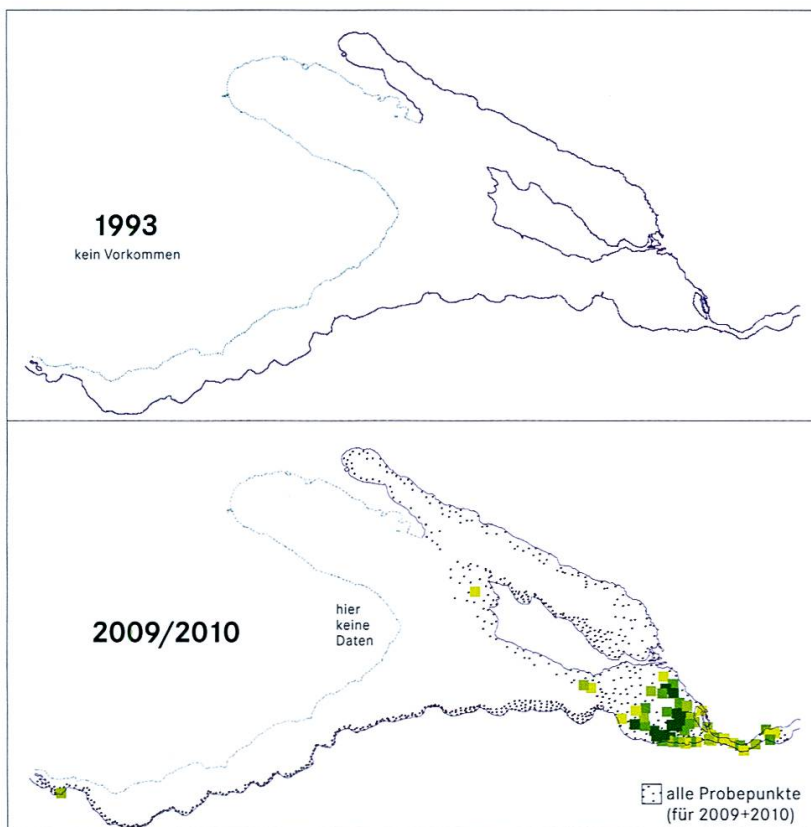 1993
kein Vorkommen
2009/2010
hier
keine
Daten
alle Probepunkte
(für 2009+2010)